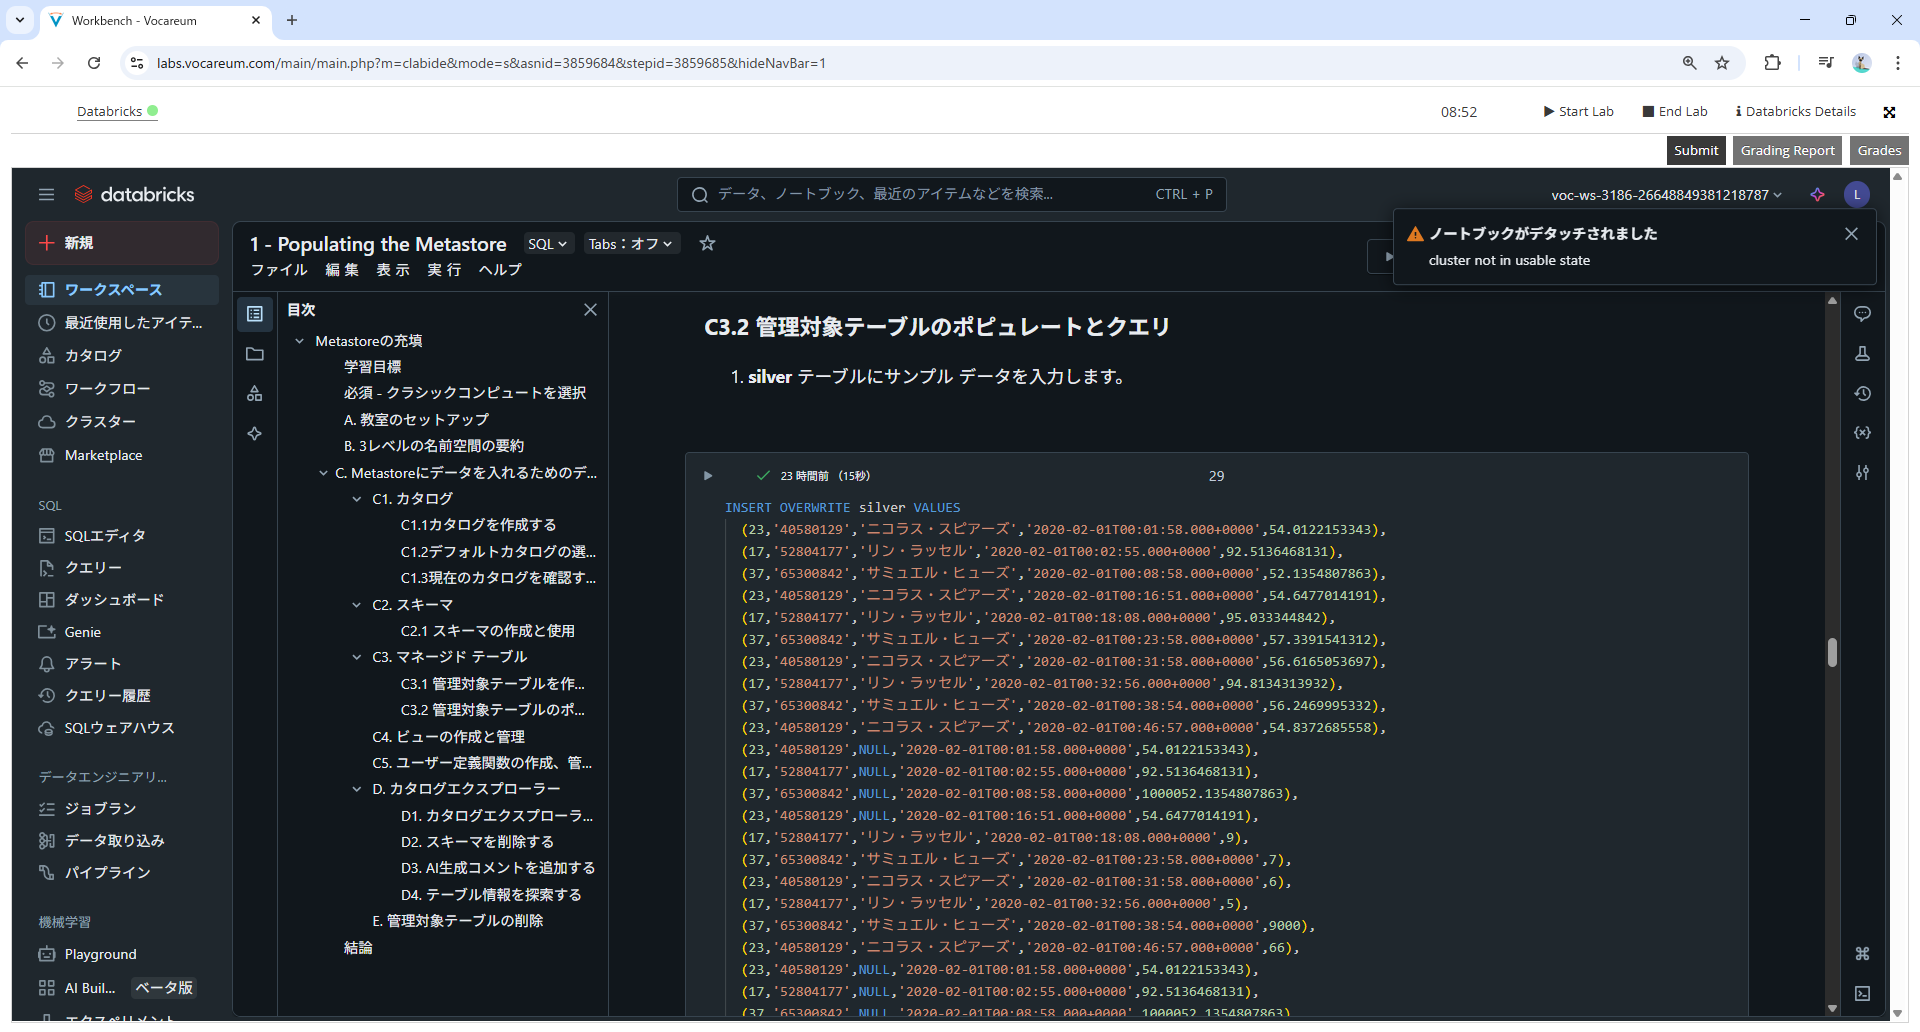 Workbench - Vocareum
labs.vocareum.com/main/main.php?m=clabide&mode=s&asnid=3859684&stepid=3859685&hideNavBar=1
Databricks
08:52
Start Lab
End Lab
Databricks Details
Submit
Grading Report
Grades
databricks
データ、ノートブック、最近のアイテムなどを検索...
CTRL + P
voc-ws-3186-26648849381218787
L
新規
ワークスペース
最近使用したアイテ...
カタログ
ワークフロー
クラスター
Marketplace
SQL
SQLエディタ
クエリー
ダッシュボード
Genie
アラート
クエリー履歴
SQLウェアハウス
データエンジニアリ...
ジョブラン
データ取り込み
パイプライン
機械学習
Playground
AI Buil... ベータ版
エクスペリメント
1 - Populating the Metastore
SQL
Tabs：オフ
ファイル 編集 表示 実行 ヘルプ
ノートブックがデタッチされました
cluster not in usable state
目次
Metastoreの充填
学習目標
必須 - クラシックコンピュートを選択
A. 教室のセットアップ
B. 3レベルの名前空間の要約
C. Metastoreにデータを入れるためのデ...
C1. カタログ
C1.1カタログを作成する
C1.2デフォルトカタログの選...
C1.3現在のカタログを確認す...
C2. スキーマ
C2.1 スキーマの作成と使用
C3. マネージド テーブル
C3.1 管理対象テーブルを作...
C3.2 管理対象テーブルのポ...
C4. ビューの作成と管理
C5. ユーザー定義関数の作成、管...
D. カタログエクスプローラー
D1. カタログエクスプローラ...
D2. スキーマを削除する
D3. AI生成コメントを追加する
D4. テーブル情報を探索する
E. 管理対象テーブルの削除
結論
C3.2 管理対象テーブルのポピュレートとクエリ
1. silver テーブルにサンプル データを入力します。
23 時間前 （15秒）
29
INSERT OVERWRITE silver VALUES
(23,'40580129','ニコラス・スピアーズ','2020-02-01T00:01:58.000+0000',54.0122153343),
(17,'52804177','リン・ラッセル','2020-02-01T00:02:55.000+0000',92.5136468131),
(37,'65300842','サミュエル・ヒューズ','2020-02-01T00:08:58.000+0000',52.1354807863),
(23,'40580129','ニコラス・スピアーズ','2020-02-01T00:16:51.000+0000',54.6477014191),
(17,'52804177','リン・ラッセル','2020-02-01T00:18:08.000+0000',95.033344842),
(37,'65300842','サミュエル・ヒューズ','2020-02-01T00:23:58.000+0000',57.3391541312),
(23,'40580129','ニコラス・スピアーズ','2020-02-01T00:31:58.000+0000',56.6165053697),
(17,'52804177','リン・ラッセル','2020-02-01T00:32:56.000+0000',94.8134313932),
(37,'65300842','サミュエル・ヒューズ','2020-02-01T00:38:54.000+0000',56.2469995332),
(23,'40580129','ニコラス・スピアーズ','2020-02-01T00:46:57.000+0000',54.8372685558),
(23,'40580129',NULL,'2020-02-01T00:01:58.000+0000',54.0122153343),
(17,'52804177',NULL,'2020-02-01T00:02:55.000+0000',92.5136468131),
(37,'65300842',NULL,'2020-02-01T00:08:58.000+0000',1000052.1354807863),
(23,'40580129',NULL,'2020-02-01T00:16:51.000+0000',54.6477014191),
(17,'52804177','リン・ラッセル','2020-02-01T00:18:08.000+0000',9),
(37,'65300842','サミュエル・ヒューズ','2020-02-01T00:23:58.000+0000',7),
(23,'40580129','ニコラス・スピアーズ','2020-02-01T00:31:58.000+0000',6),
(17,'52804177','リン・ラッセル','2020-02-01T00:32:56.000+0000',5),
(37,'65300842','サミュエル・ヒューズ','2020-02-01T00:38:54.000+0000',9000),
(23,'40580129','ニコラス・スピアーズ','2020-02-01T00:46:57.000+0000',66),
(23,'40580129',NULL,'2020-02-01T00:01:58.000+0000',54.0122153343),
(17,'52804177',NULL,'2020-02-01T00:02:55.000+0000',92.5136468131),
(37,'65300842',NULL,'2020-02-01T00:08:58.000+0000',1000052.1354807863)